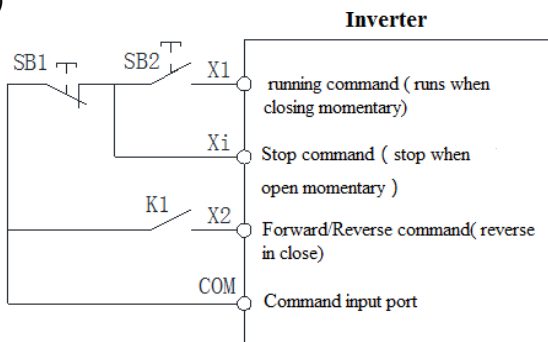 Inverter
SB1
SB2
X1
running command ( runs when
closing momentary)
Xi
Stop command ( stop when
open momentary )
K1
X2
Forward/Reverse command( reverse
in close)
COM
Command input port